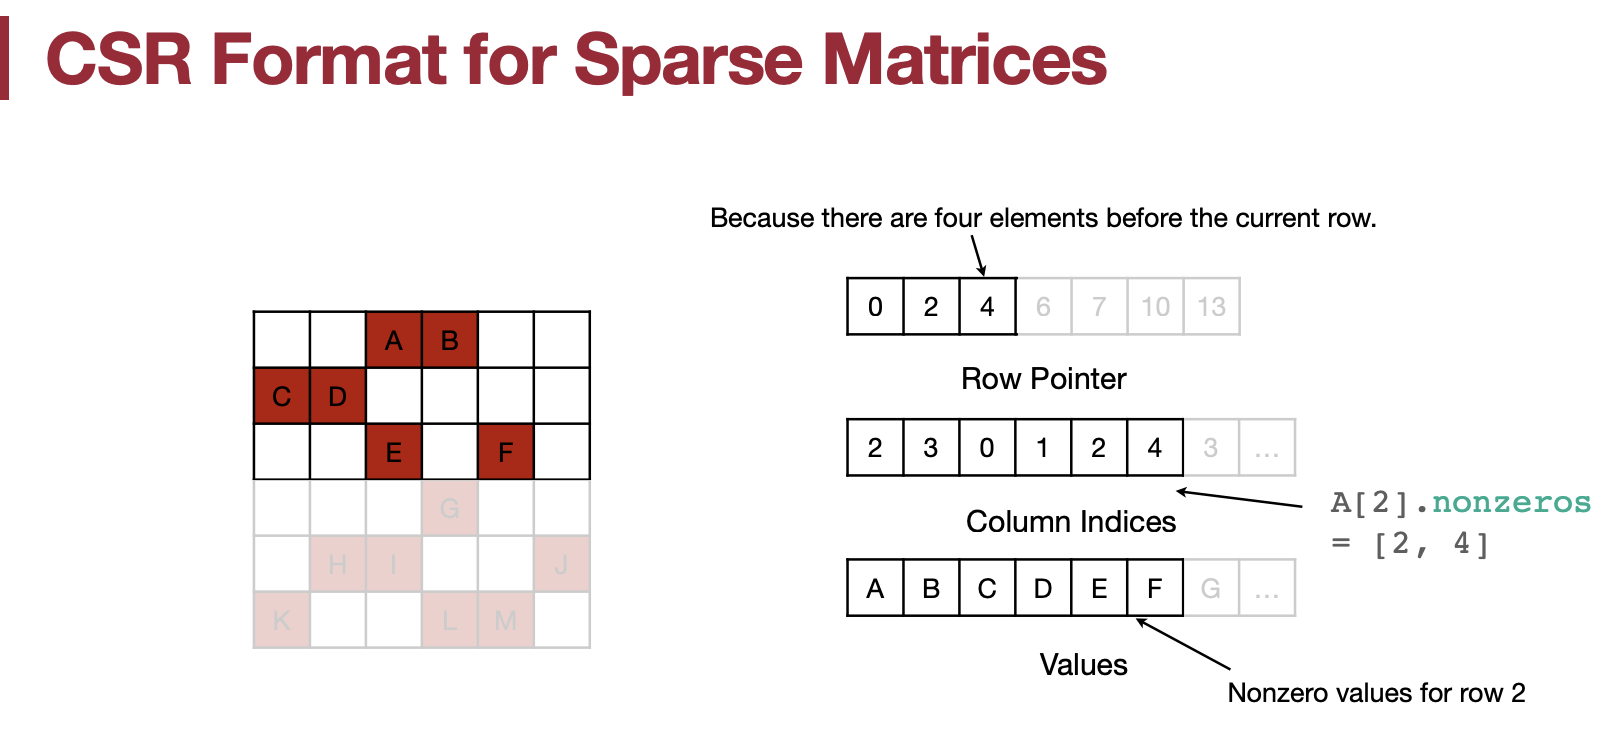 CSR Format for Sparse Matrices
Because there are four elements before the current row.
0 2 4 6 7 10 13
Row Pointer
A B
C D
E F
G
H I J
K L M
2 3 0 1 2 4 3 ...
Column Indices
A[2].nonzeros
= [2, 4]
A B C D E F G ...
Values
Nonzero values for row 2